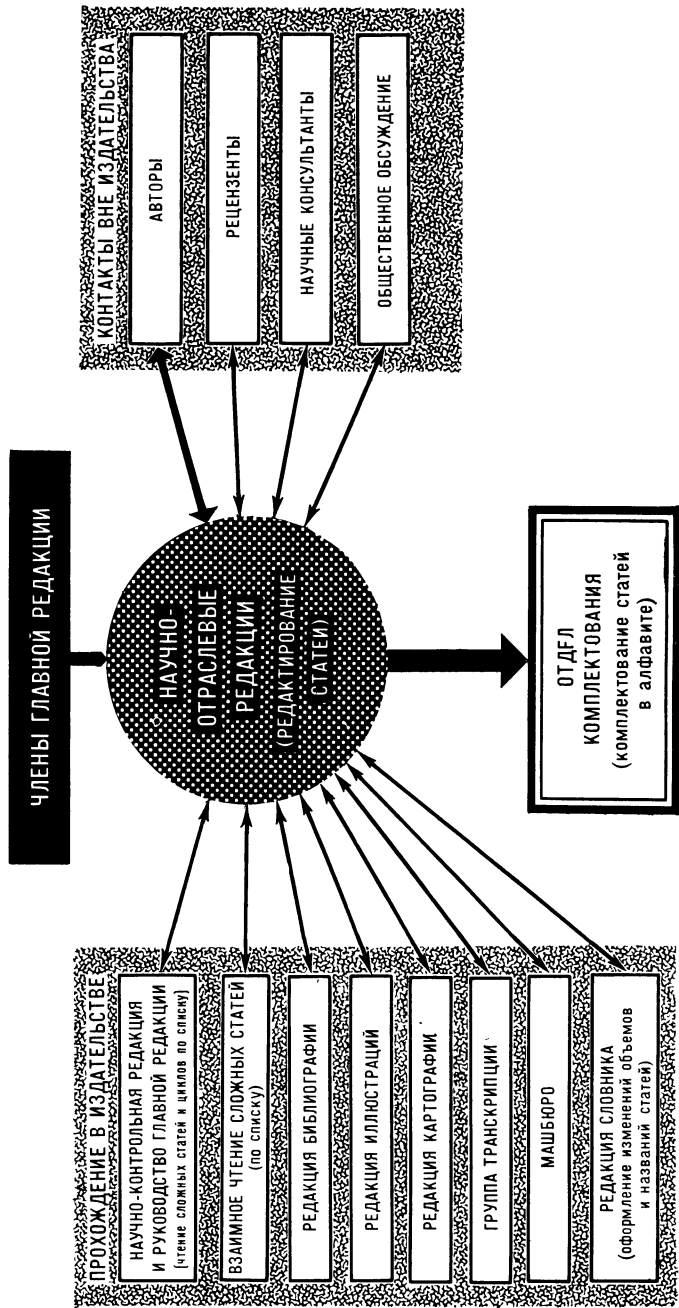 ЧЛЕНЫ ГЛАВНОЙ РЕДАКЦИИ
ПРОХОЖДЕНИЕ В ИЗДАТЕЛЬСТВЕ
НАУЧНО-КОНТРОЛЬНАЯ РЕДАКЦИЯ
И РУКОВОДСТВО ГЛАВНОЙ РЕДАКЦИИ
(чтение сложных статей и циклов по списку)
ВЗАИМНОЕ ЧТЕНИЕ СЛОЖНЫХ СТАТЕЙ
(по списку)
РЕДАКЦИЯ БИБЛИОГРАФИИ
РЕДАКЦИЯ ИЛЛЮСТРАЦИЙ
РЕДАКЦИЯ КАРТОГРАФИИ
ГРУППА ТРАНСКРИПЦИИ
МАШБЮРО
РЕДАКЦИЯ СЛОВНИКА
(оформление изменений объемов
и названий статей)
НАУЧНО-
ОТРАСЛЕВЫЕ
РЕДАКЦИИ
(РЕДАКТИРОВАНИЕ
СТАТЕЙ)
КОНТАКТЫ ВНЕ ИЗДАТЕЛЬСТВА
АВТОРЫ
РЕЦЕНЗЕНТЫ
НАУЧНЫЕ КОНСУЛЬТАНТЫ
ОБЩЕСТВЕННОЕ ОБСУЖДЕНИЕ
ОТДЕЛ
КОМПЛЕКТОВАНИЯ
(комплектование статей
в алфавите)